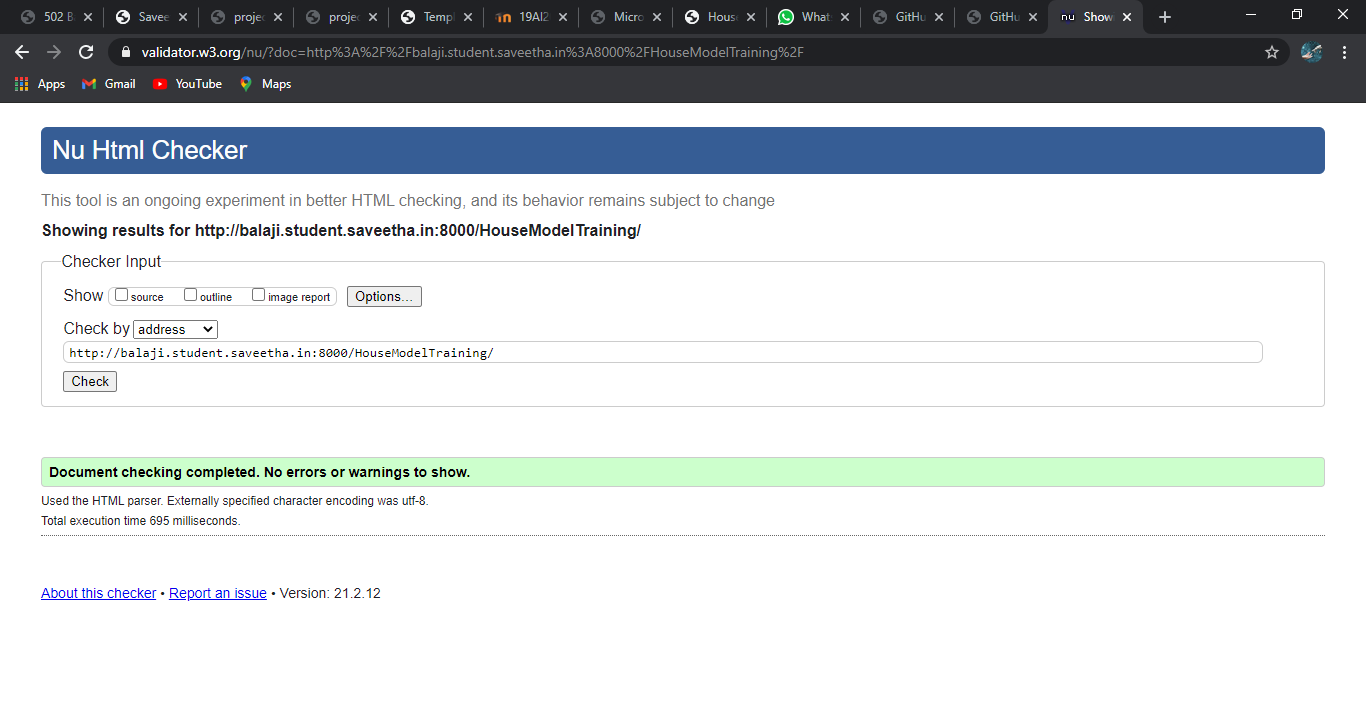 502 B
Savee
projec
projec
Templ
19AI2
Micro
House
What
GitHu
GitHu
nu Show
validator.w3.org/nu/?doc=http%3A%2F%2Fbalaji.student.saveetha.in%3A8000%2FHouseModelTraining%2F
Apps Gmail YouTube Maps
Nu Html Checker
This tool is an ongoing experiment in better HTML checking, and its behavior remains subject to change
Showing results for http://balaji.student.saveetha.in:8000/HouseModelTraining/
Checker Input
Show source outline image report Options...
Check by address
http://balaji.student.saveetha.in:8000/HouseModelTraining/
Check
Document checking completed. No errors or warnings to show.
Used the HTML parser. Externally specified character encoding was utf-8.
Total execution time 695 milliseconds.
About this checker • Report an issue • Version: 21.2.12